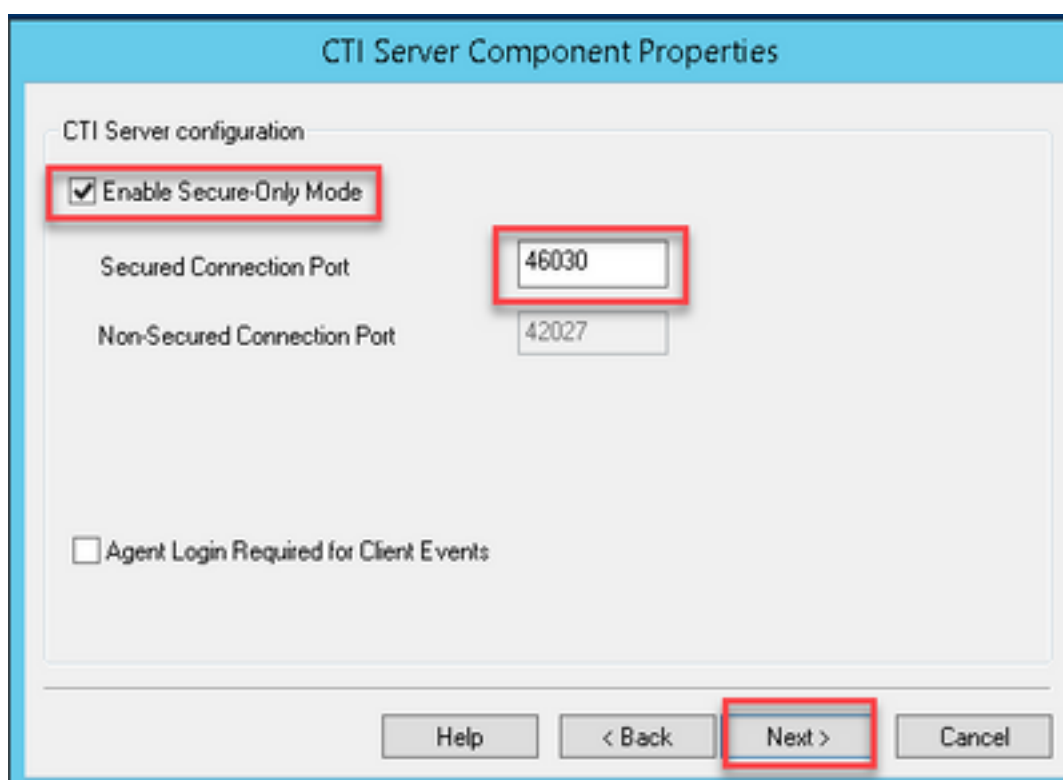 CTI Server Component Properties
CTI Server configuration
Enable Secure-Only Mode
Secured Connection Port 46030
Non-Secured Connection Port 42027
Agent Login Required for Client Events
Help < Back Next > Cancel